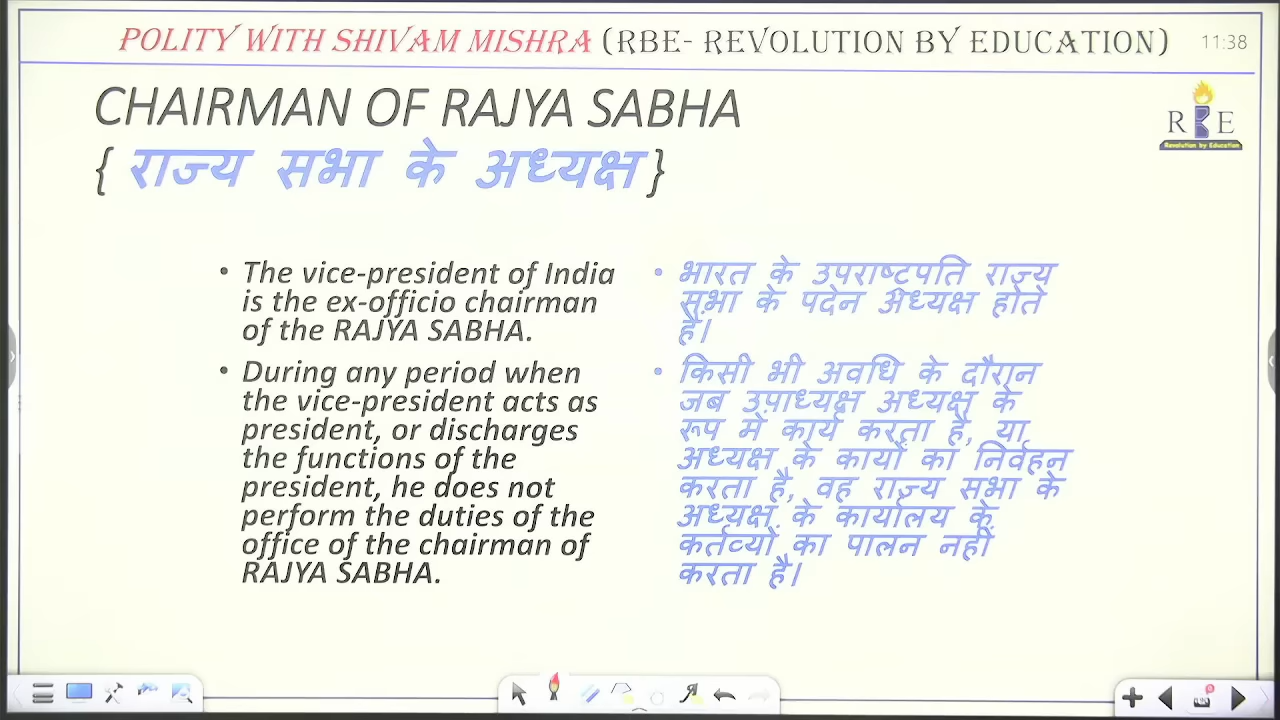 POLITY WITH SHIVAM MISHRA (RBE- REVOLUTION BY EDUCATION)
11:38
CHAIRMAN OF RAJYA SABHA
{ राज्य सभा के अध्यक्ष }
R E
Revolution by Education
• The vice-president of India
is the ex-officio chairman
of the RAJYA SABHA.
• During any period when
the vice-president acts as
president, or discharges
the functions of the
president, he does not
perform the duties of the
office of the chairman of
RAJYA SABHA.
• भारत के उपराष्ट्रपति राज्य
सभा के पदेन अध्यक्ष होते
हैं।
• किसी भी अवधि के दौरान
जब उपाध्यक्ष अध्यक्ष के
रूप में कार्य करता है, या
अध्यक्ष के कार्यों का निर्वहन
करता है, वह राज्य सभा के
अध्यक्ष के कार्यालय के
कर्तव्यों का पालन नहीं
करता है।